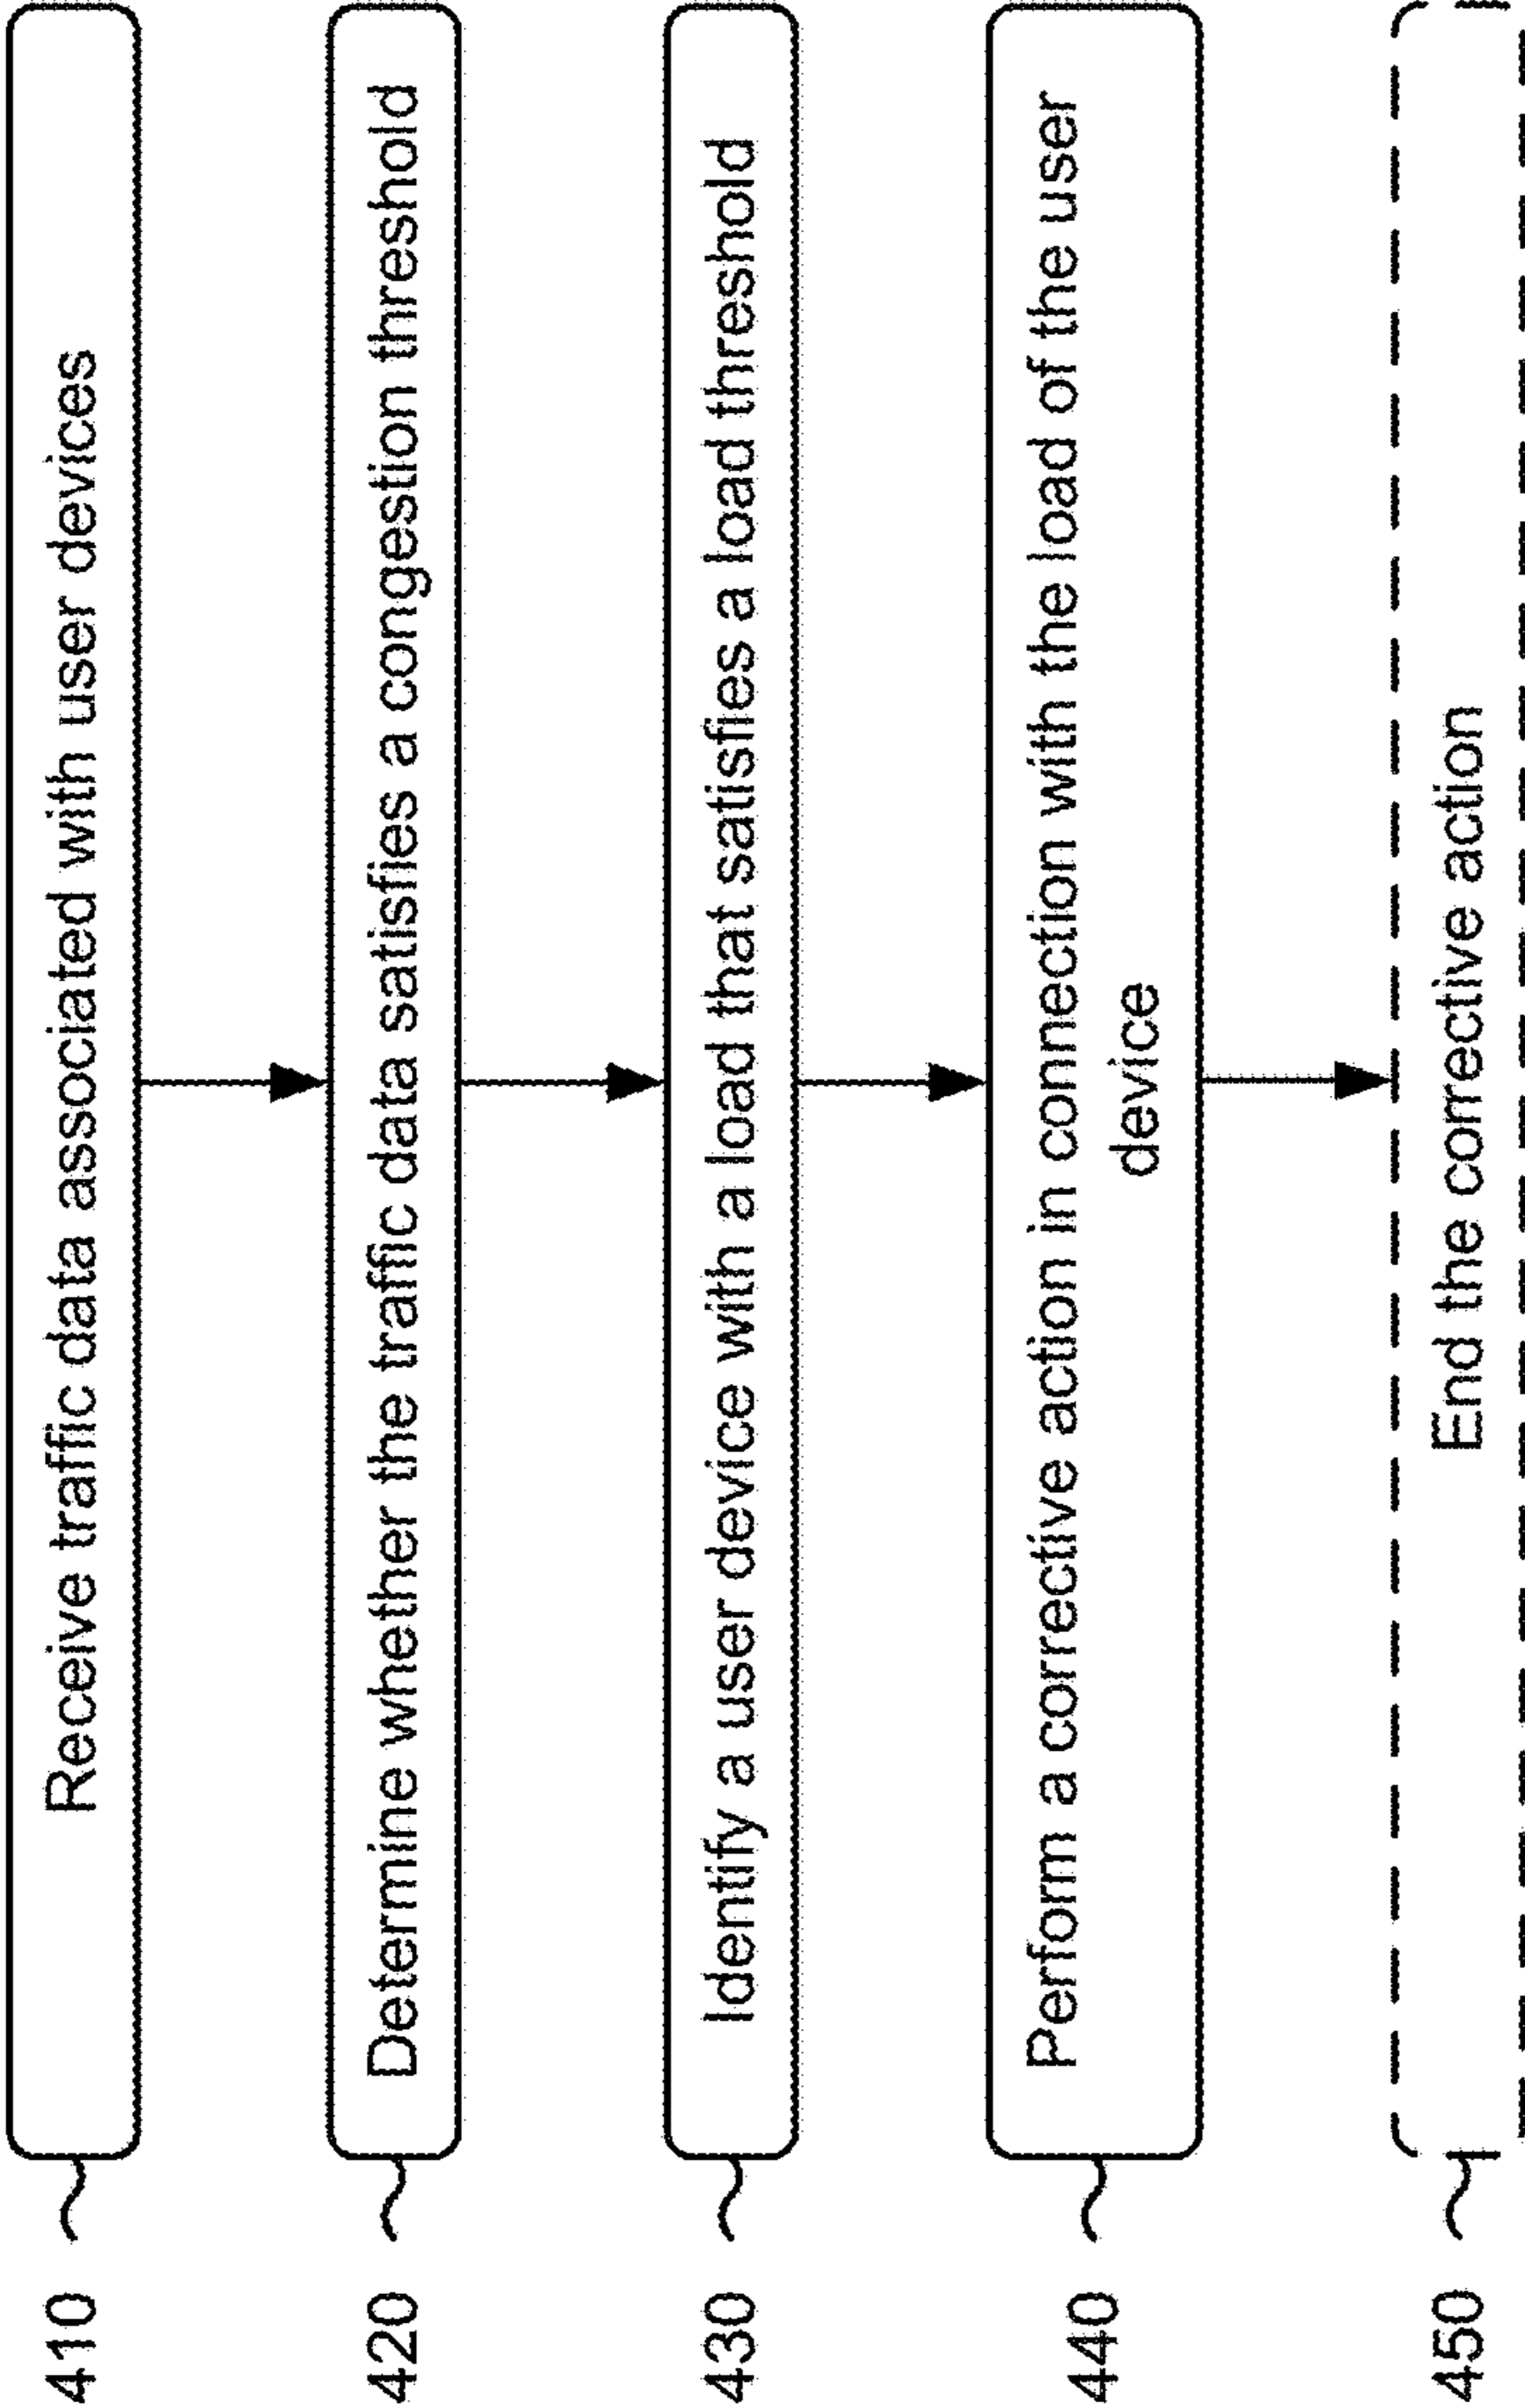 410
Receive traffic data associated with user devices
420
Determine whether the traffic data satisfies a congestion threshold
430
Identify a user device with a load that satisfies a load threshold
440
Perform a corrective action in connection with the load of the user
device
450
End the corrective action